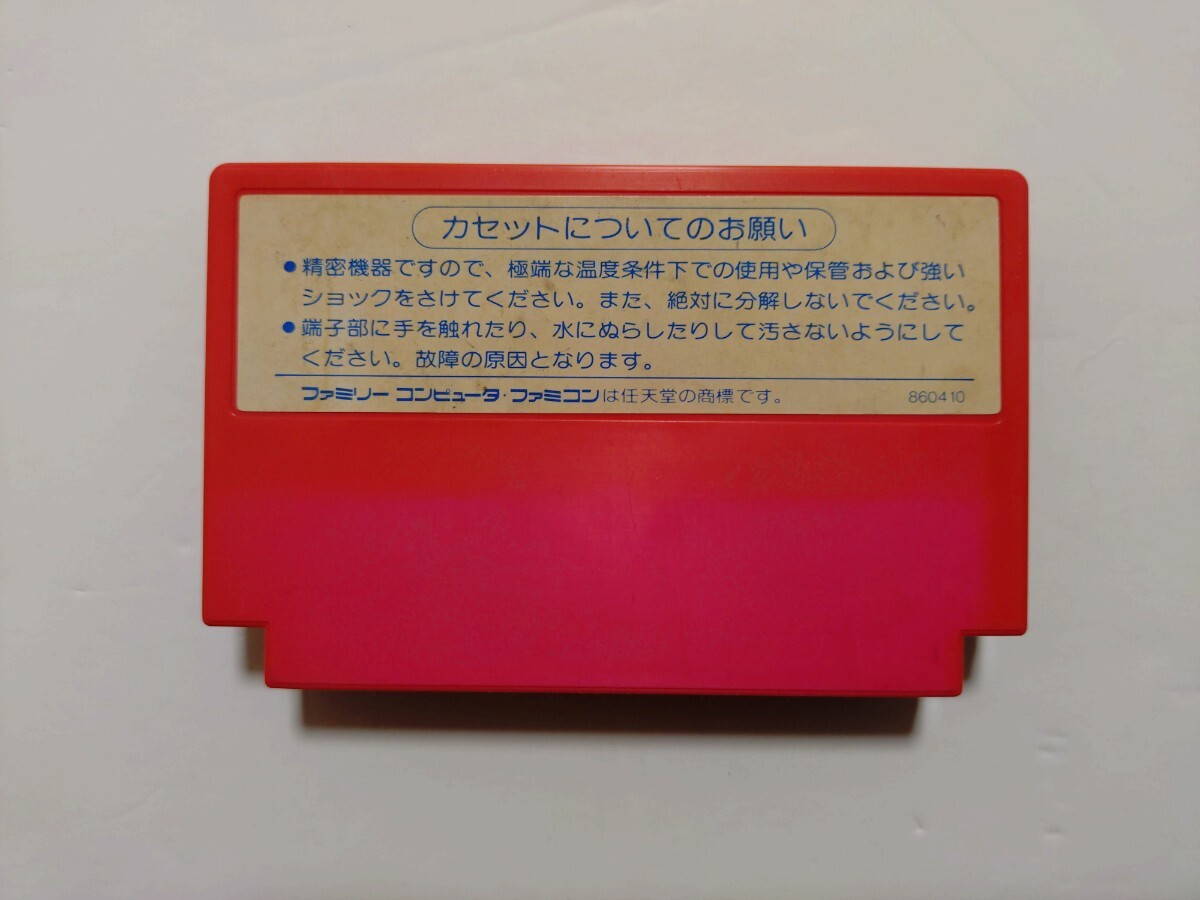 カセットについてのお願い
●精密機器ですので、極端な温度条件下での使用や保管および強い
ショックをさけてください。また、絶対に分解しないでください。
●端子部に手を触れたり、水にぬらしたりして汚さないようにして
ください。故障の原因となります。
ファミリー コンピュータ・ファミコンは任天堂の商標です。 860410